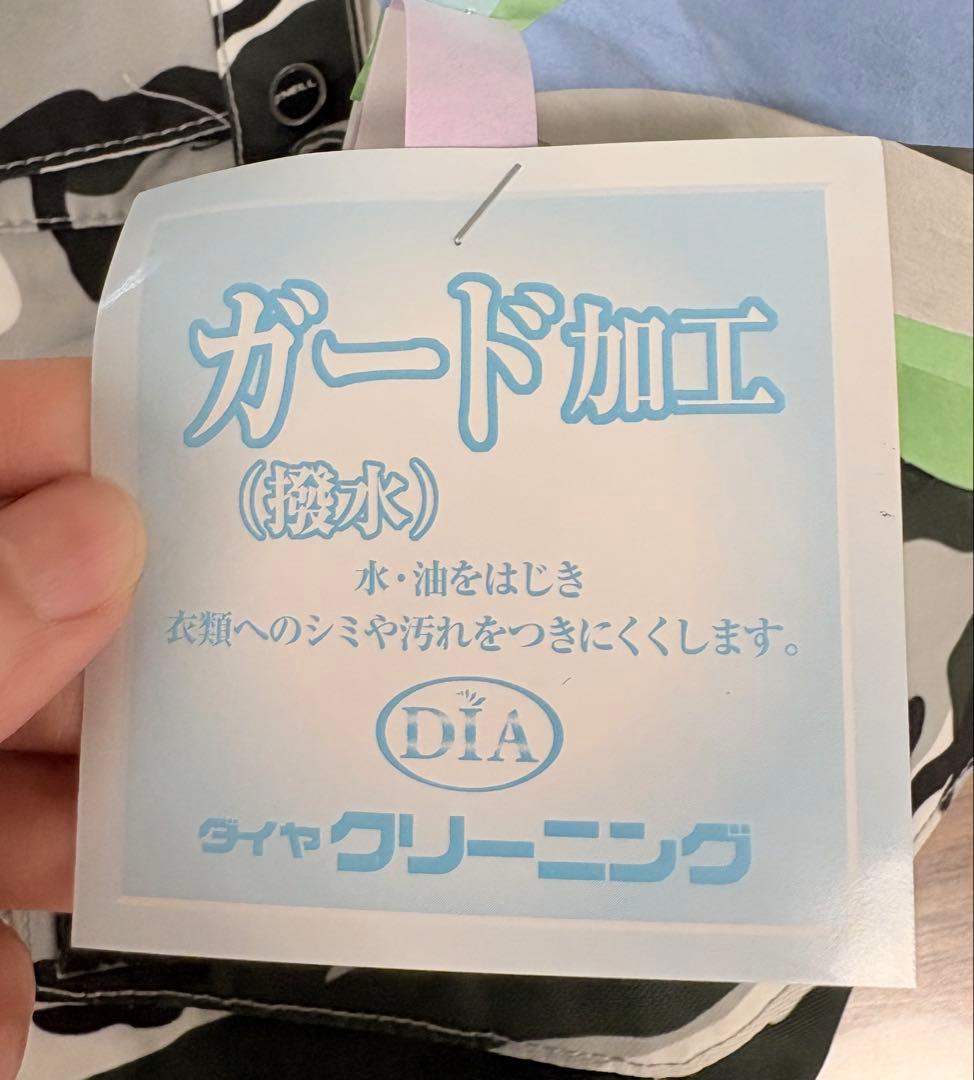 O'NEILL
ガード加工
(撥水)
水・油をはじき
衣類へのシミや汚れをつきにくくします。
DIA
ダイヤクリーニング